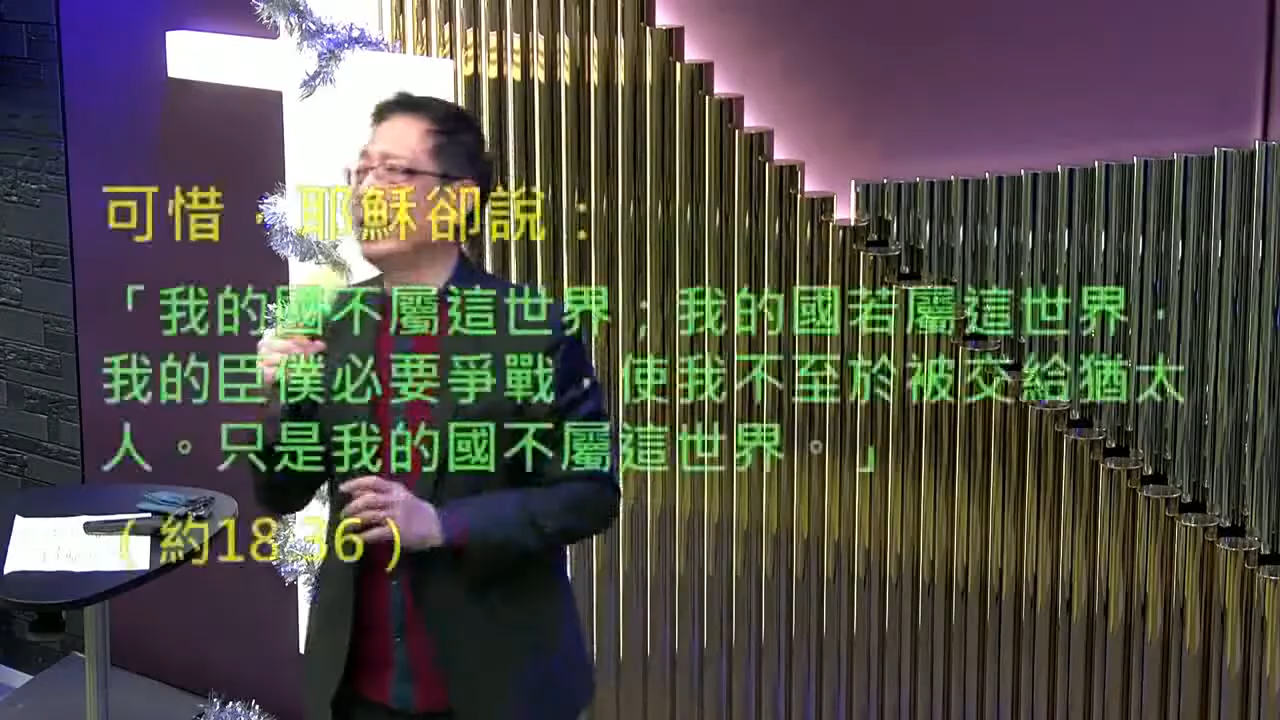 可惜，耶穌卻說：
「我的國不屬這世界；我的國若屬這世界，
我的臣僕必要爭戰，使我不至於被交給猶太
人。只是我的國不屬這世界。」
（約18:36）